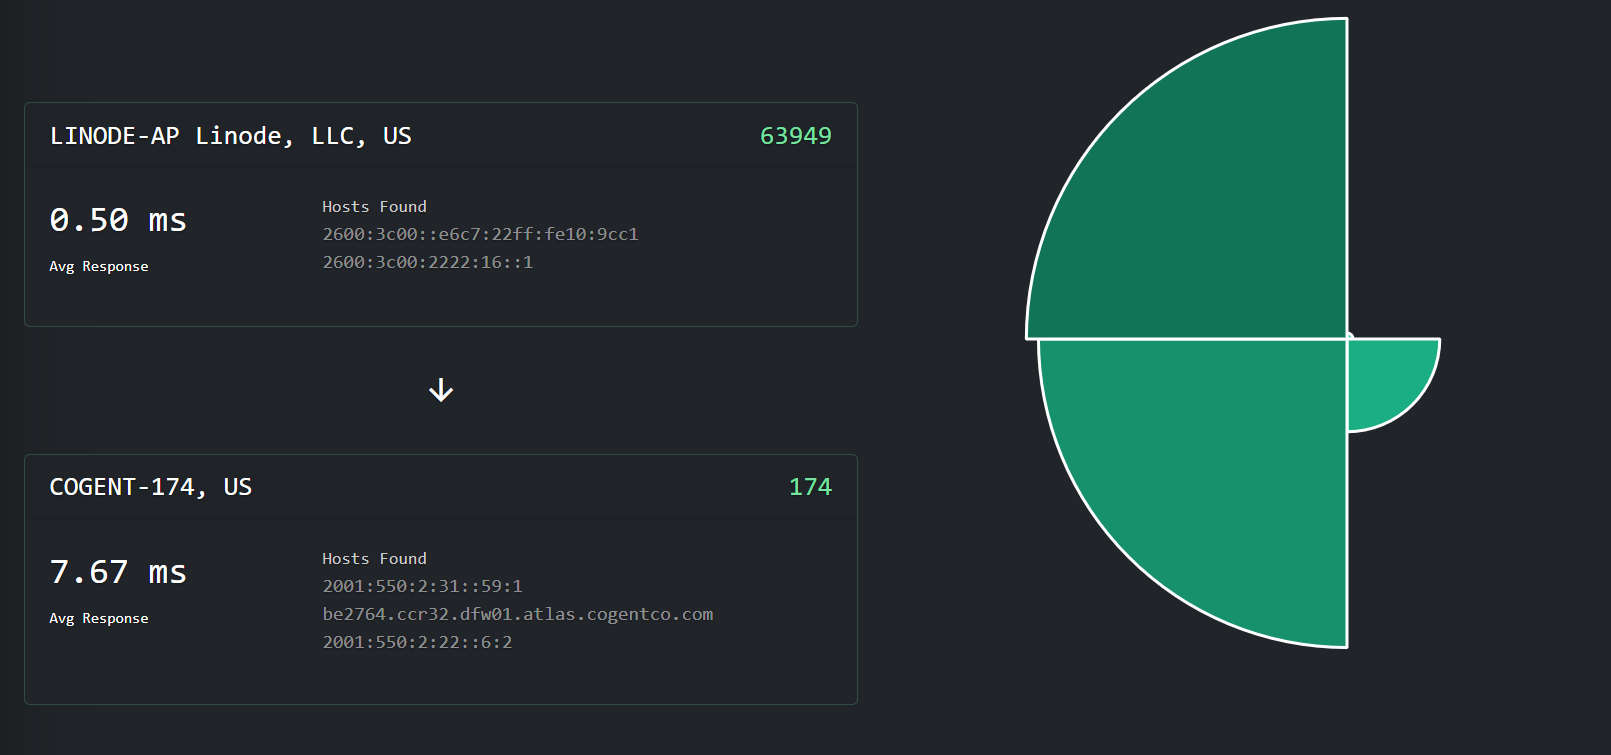 LINODE-AP Linode, LLC, US 63949
0.50 ms
Avg Response
Hosts Found
2600:3c00::e6c7:22ff:fe10:9cc1
2600:3c00:2222:16::1
COGENT-174, US 174
7.67 ms
Avg Response
Hosts Found
2001:550:2:31::59:1
be2764.ccr32.dfw01.atlas.cogentco.com
2001:550:2:22::6:2